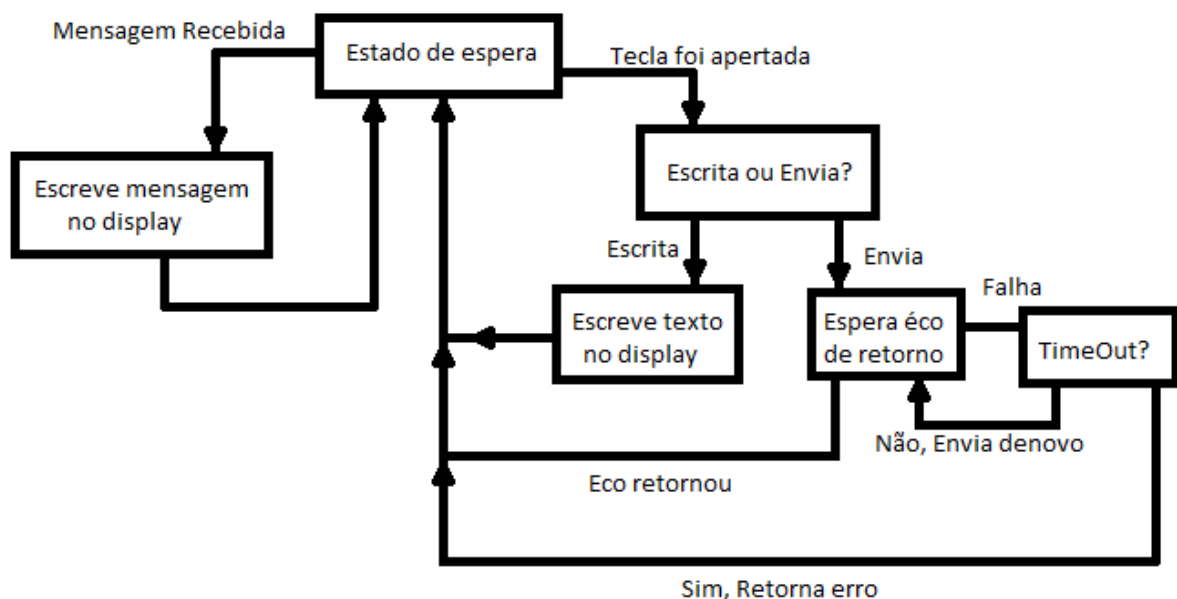 Mensagem Recebida
Estado de espera
Tecla foi apertada
Escreve mensagem
no display
Escrita ou Envia?
Escrita
Envia
Falha
Escreve texto
no display
Espera éco
de retorno
TimeOut?
Não, Envia denovo
Eco retornou
Sim, Retorna erro